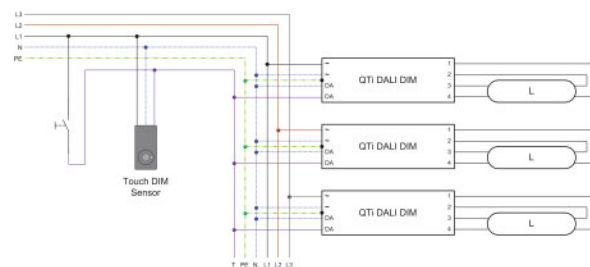 L3
L2
L1
N
PE
~ QTi DALI DIM 1
~ 2
DA 3
DA 4
L
~ QTi DALI DIM 1
~ 2
DA 3
DA 4
L
~ QTi DALI DIM 1
~ 2
DA 3
DA 4
L
Touch DIM
Sensor
T PE N L1 L2 L3